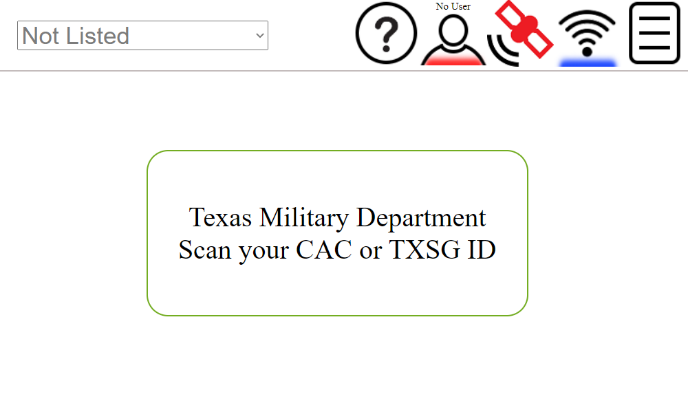 Not Listed
No User
?
Texas Military Department
Scan your CAC or TXSG ID